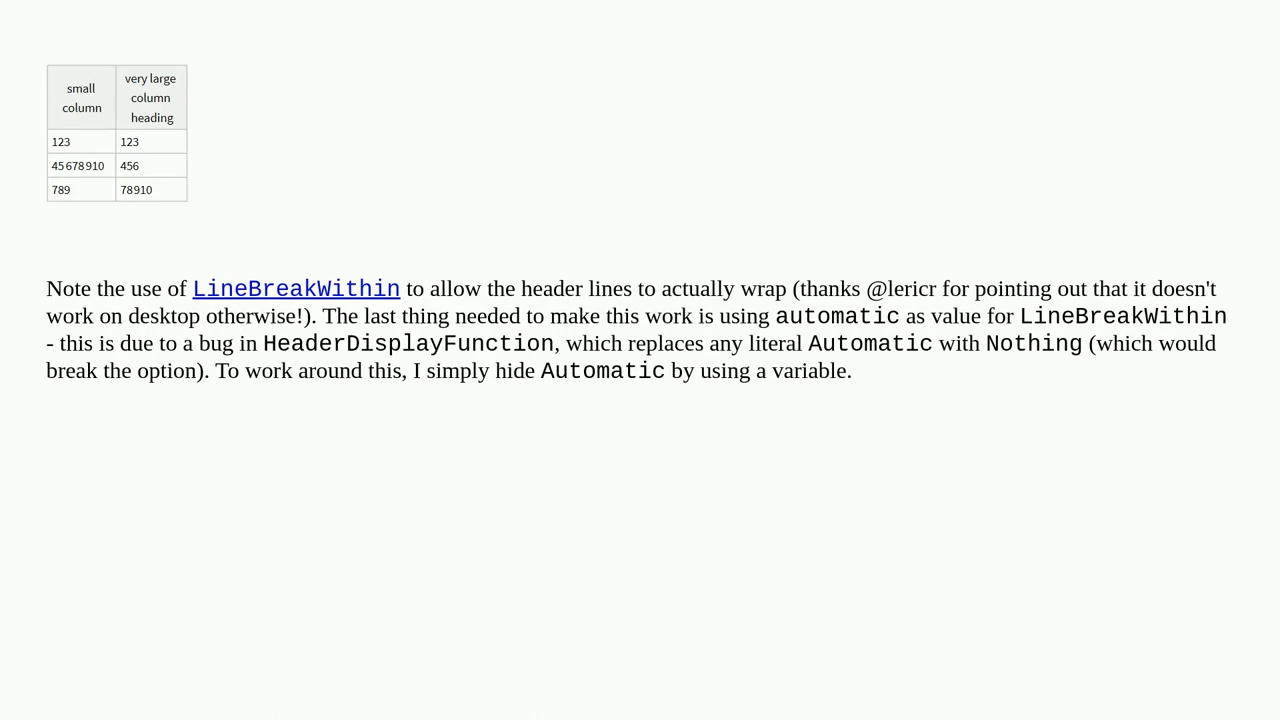 small
column
very large
column
heading
123 123
45678910 456
789 78910
Note the use of LineBreakWithin to allow the header lines to actually wrap (thanks @lericr for pointing out that it doesn't
work on desktop otherwise!). The last thing needed to make this work is using automatic as value for LineBreakWithin
- this is due to a bug in HeaderDisplayFunction, which replaces any literal Automatic with Nothing (which would
break the option). To work around this, I simply hide Automatic by using a variable.